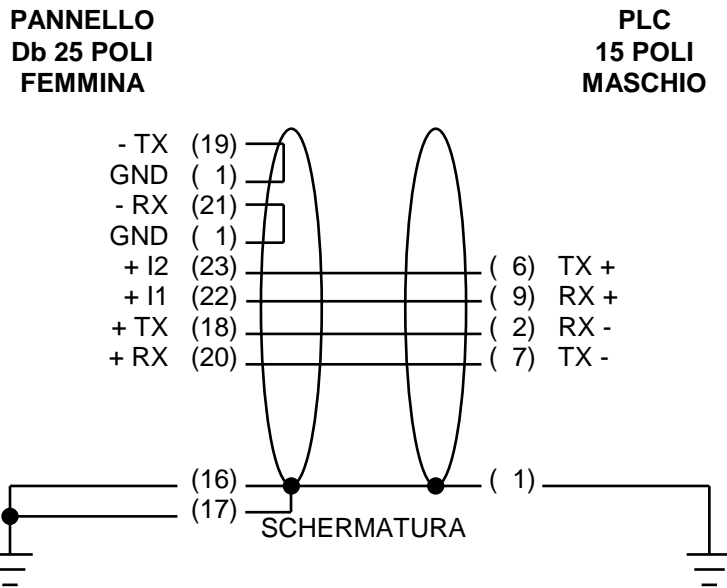 PANNELLO
Db 25 POLI
FEMMINA
PLC
15 POLI
MASCHIO
- TX (19)
GND ( 1)
- RX (21)
GND ( 1)
+ I2 (23) ( 6) TX +
+ I1 (22) ( 9) RX +
+ TX (18) ( 2) RX -
+ RX (20) ( 7) TX -
(16) ( 1)
(17)
SCHERMATURA